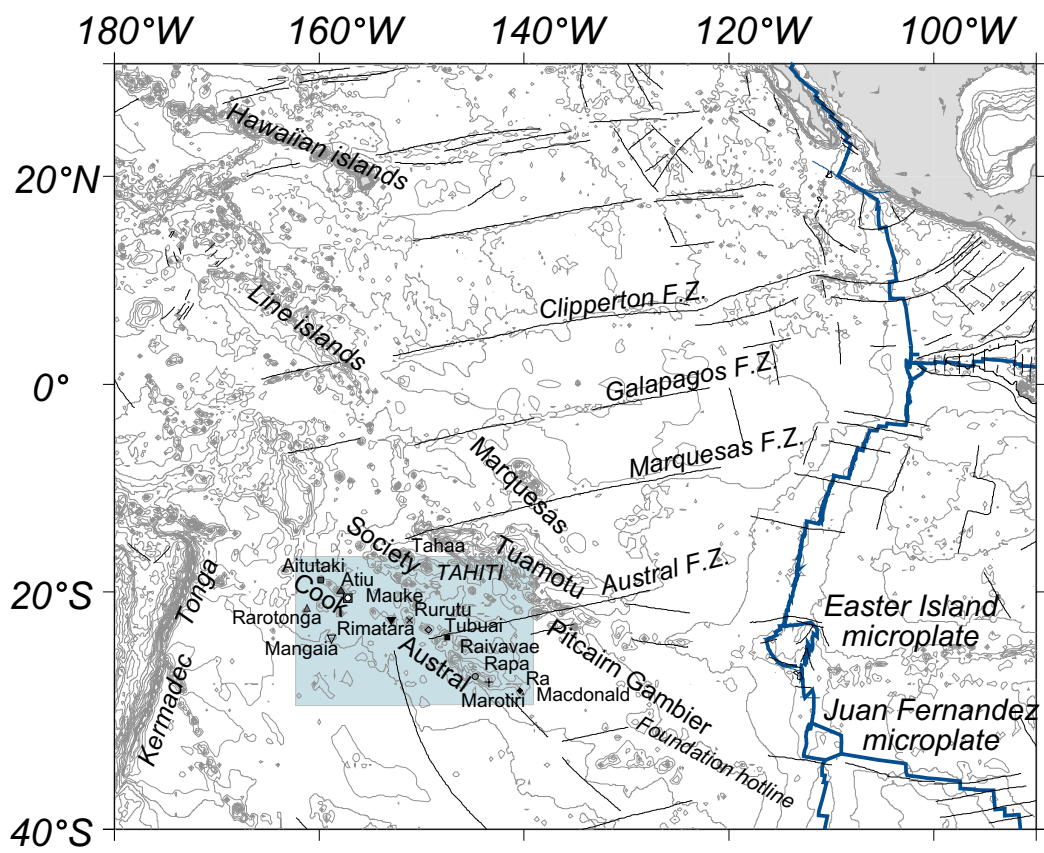 180°W 160°W 140°W 120°W 100°W
Hawaiian islands
20°N
Line islands
Clipperton F.Z.
0°
Galapagos F.Z.
Marquesas F.Z.
Marquesas
Society
Tahaa
TAHITI
Tuamotu
Austral F.Z.
Aitutaki
Atiu
20°S
Cook
Mauke
Rarotonga
Rurutu
Rimatara
Tubuai
Mangaia
Raivavae
Austral
Rapa
Ra
Marotiri
Macdonald
Tonga
Kermadec
Pitcairn Gambier
Easter Island
microplate
Juan Fernandez
microplate
Foundation hotline
40°S